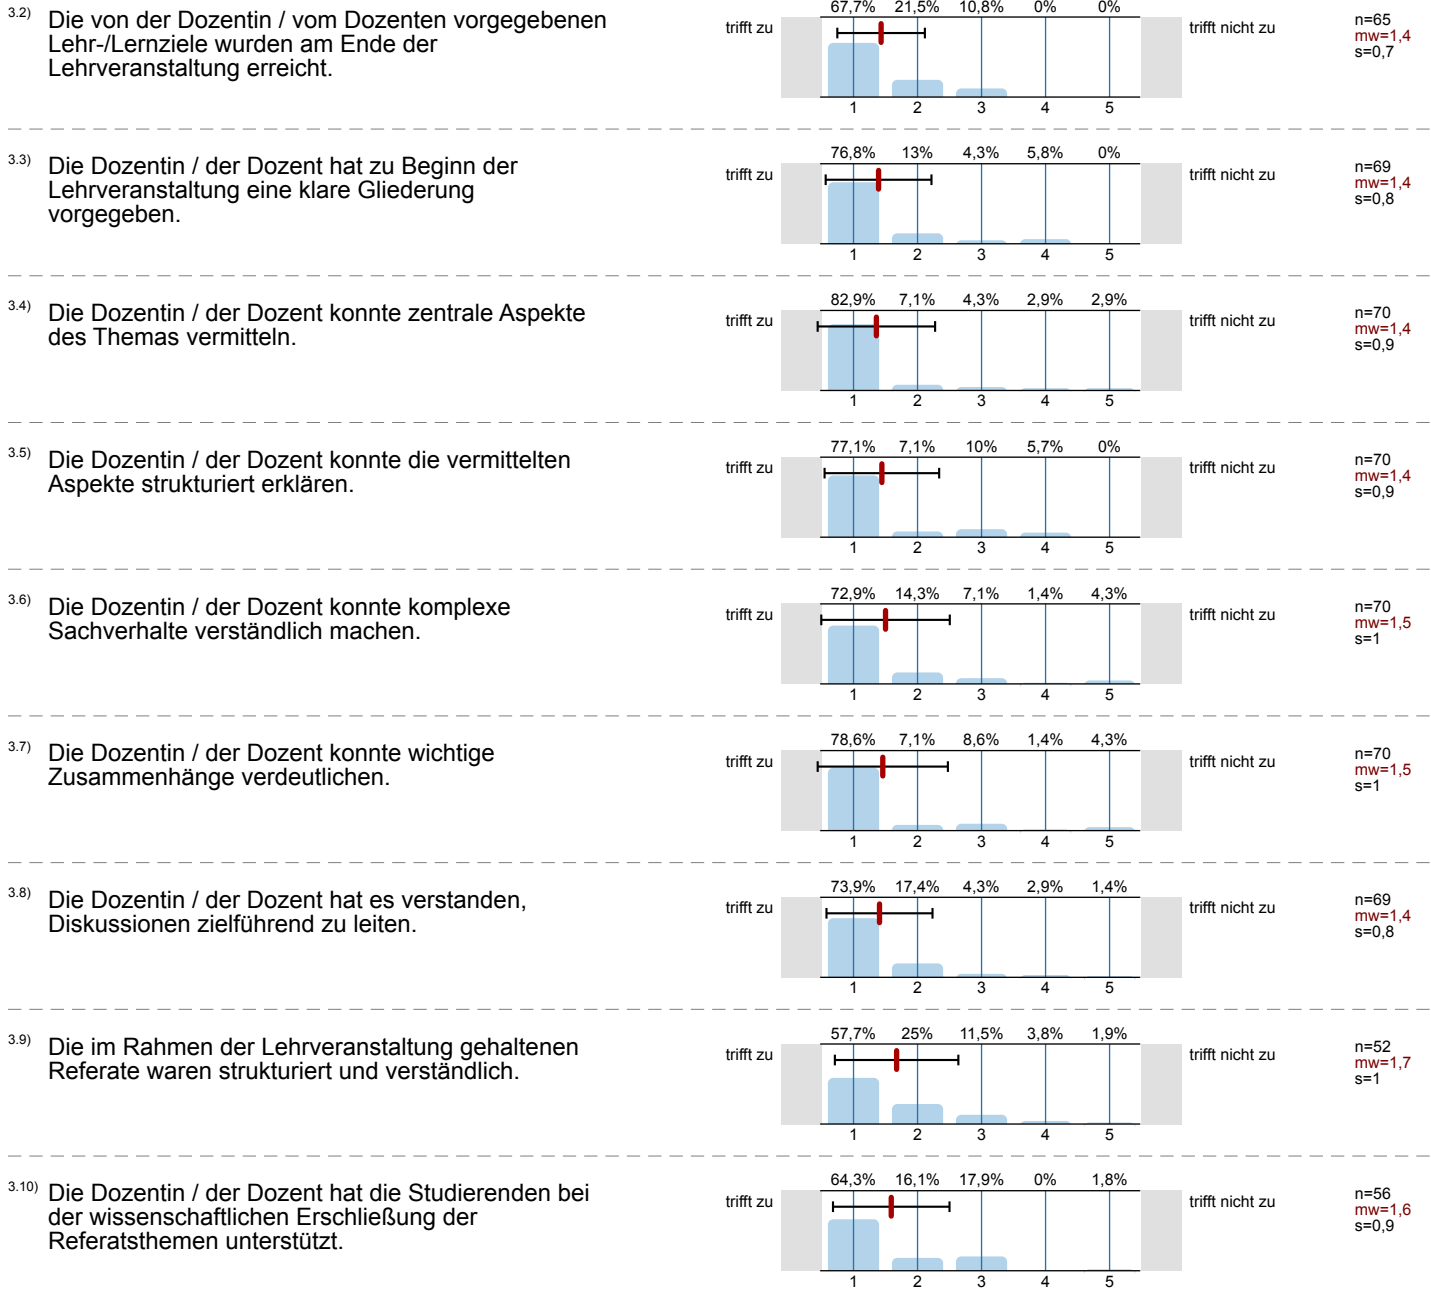 3.2) Die von der Dozentin / vom Dozenten vorgegebenen
Lehr-/Lernziele wurden am Ende der
Lehrveranstaltung erreicht.
trifft zu
67,7% 21,5% 10,8% 0% 0%
1 2 3 4 5
trifft nicht zu
n=65
mw=1,4
s=0,7
3.3) Die Dozentin / der Dozent hat zu Beginn der
Lehrveranstaltung eine klare Gliederung
vorgegeben.
trifft zu
76,8% 13% 4,3% 5,8% 0%
1 2 3 4 5
trifft nicht zu
n=69
mw=1,4
s=0,8
3.4) Die Dozentin / der Dozent konnte zentrale Aspekte
des Themas vermitteln.
trifft zu
82,9% 7,1% 4,3% 2,9% 2,9%
1 2 3 4 5
trifft nicht zu
n=70
mw=1,4
s=0,9
3.5) Die Dozentin / der Dozent konnte die vermittelten
Aspekte strukturiert erklären.
trifft zu
77,1% 7,1% 10% 5,7% 0%
1 2 3 4 5
trifft nicht zu
n=70
mw=1,4
s=0,9
3.6) Die Dozentin / der Dozent konnte komplexe
Sachverhalte verständlich machen.
trifft zu
72,9% 14,3% 7,1% 1,4% 4,3%
1 2 3 4 5
trifft nicht zu
n=70
mw=1,5
s=1
3.7) Die Dozentin / der Dozent konnte wichtige
Zusammenhänge verdeutlichen.
trifft zu
78,6% 7,1% 8,6% 1,4% 4,3%
1 2 3 4 5
trifft nicht zu
n=70
mw=1,5
s=1
3.8) Die Dozentin / der Dozent hat es verstanden,
Diskussionen zielführend zu leiten.
trifft zu
73,9% 17,4% 4,3% 2,9% 1,4%
1 2 3 4 5
trifft nicht zu
n=69
mw=1,4
s=0,8
3.9) Die im Rahmen der Lehrveranstaltung gehaltenen
Referate waren strukturiert und verständlich.
trifft zu
57,7% 25% 11,5% 3,8% 1,9%
1 2 3 4 5
trifft nicht zu
n=52
mw=1,7
s=1
3.10) Die Dozentin / der Dozent hat die Studierenden bei
der wissenschaftlichen Erschließung der
Referatsthemen unterstützt.
trifft zu
64,3% 16,1% 17,9% 0% 1,8%
1 2 3 4 5
trifft nicht zu
n=56
mw=1,6
s=0,9